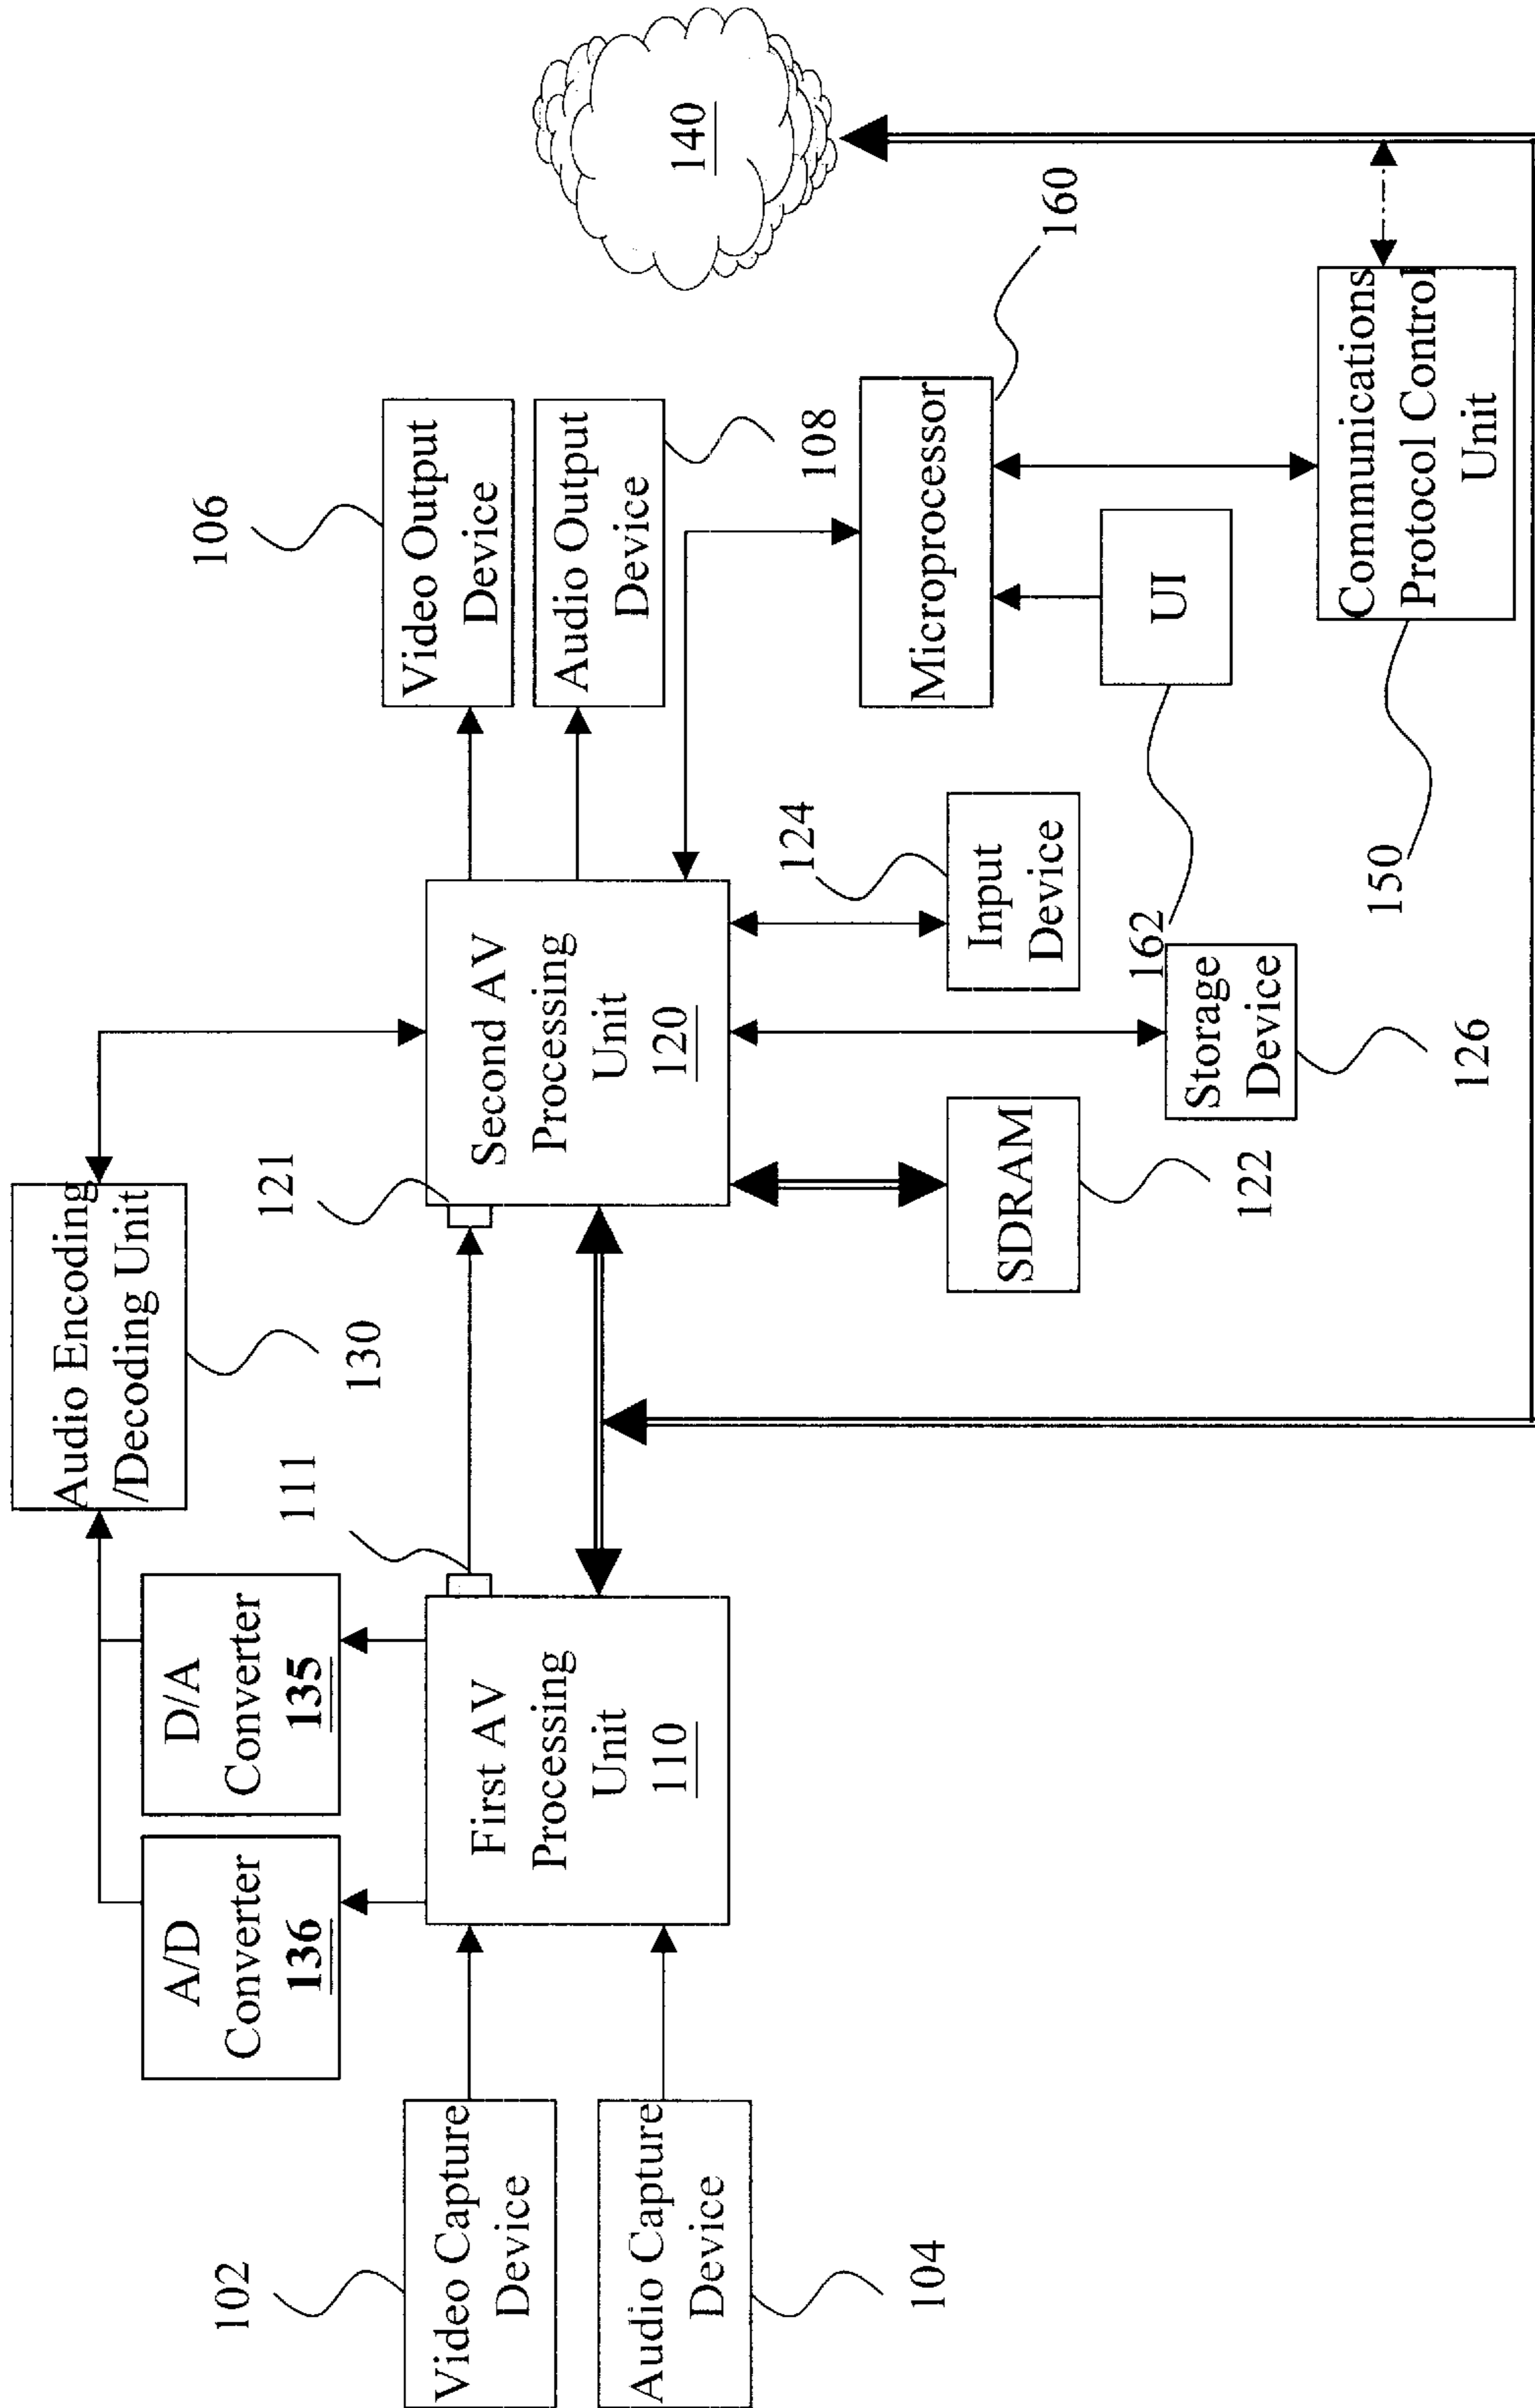 Audio Encoding
/Decoding Unit
130
A/D
Converter
136
D/A
Converter
135
111
121
106
Video Output
Device
102
Video Capture
Device
First AV
Processing
Unit
110
Second AV
Processing
Unit
120
Audio Output
Device
108
140
Audio Capture
Device
104
124
Microprocessor
160
SDRAM
122
Input
Device
UI
162
Storage
Device
126
Communications
Protocol Control
Unit
150